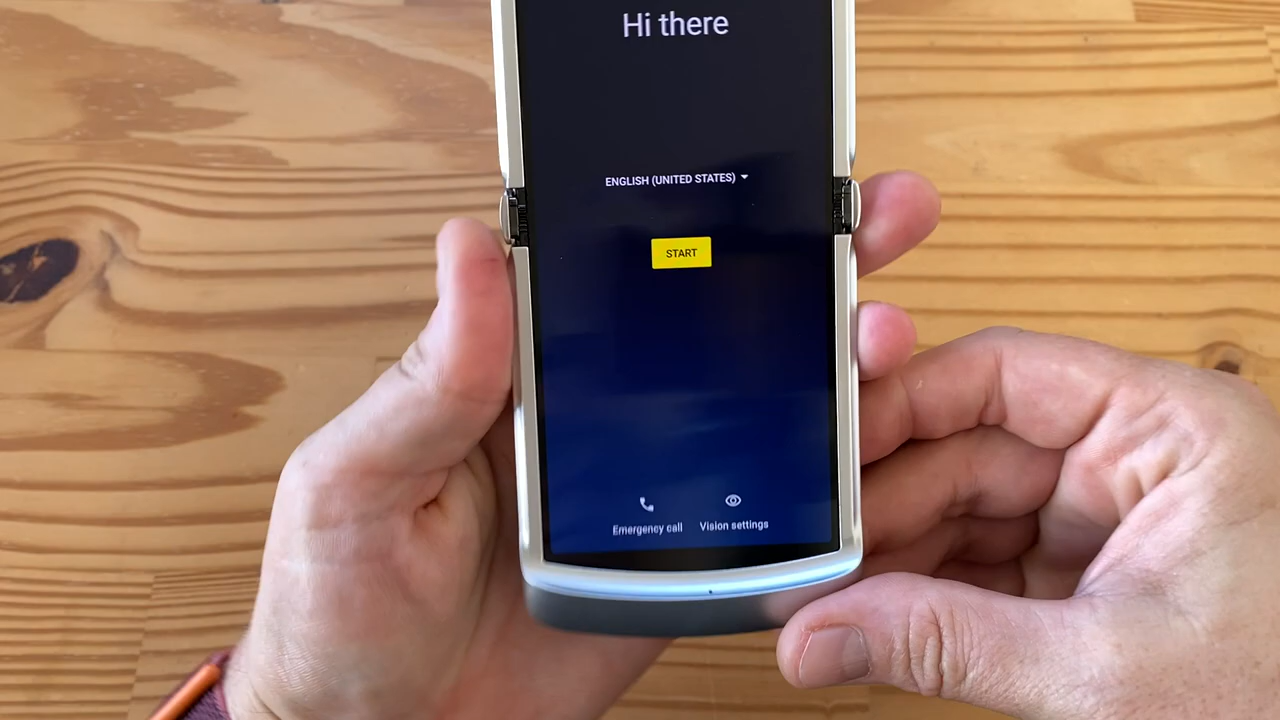 Hi there
ENGLISH (UNITED STATES)
START
Emergency call
Vision settings